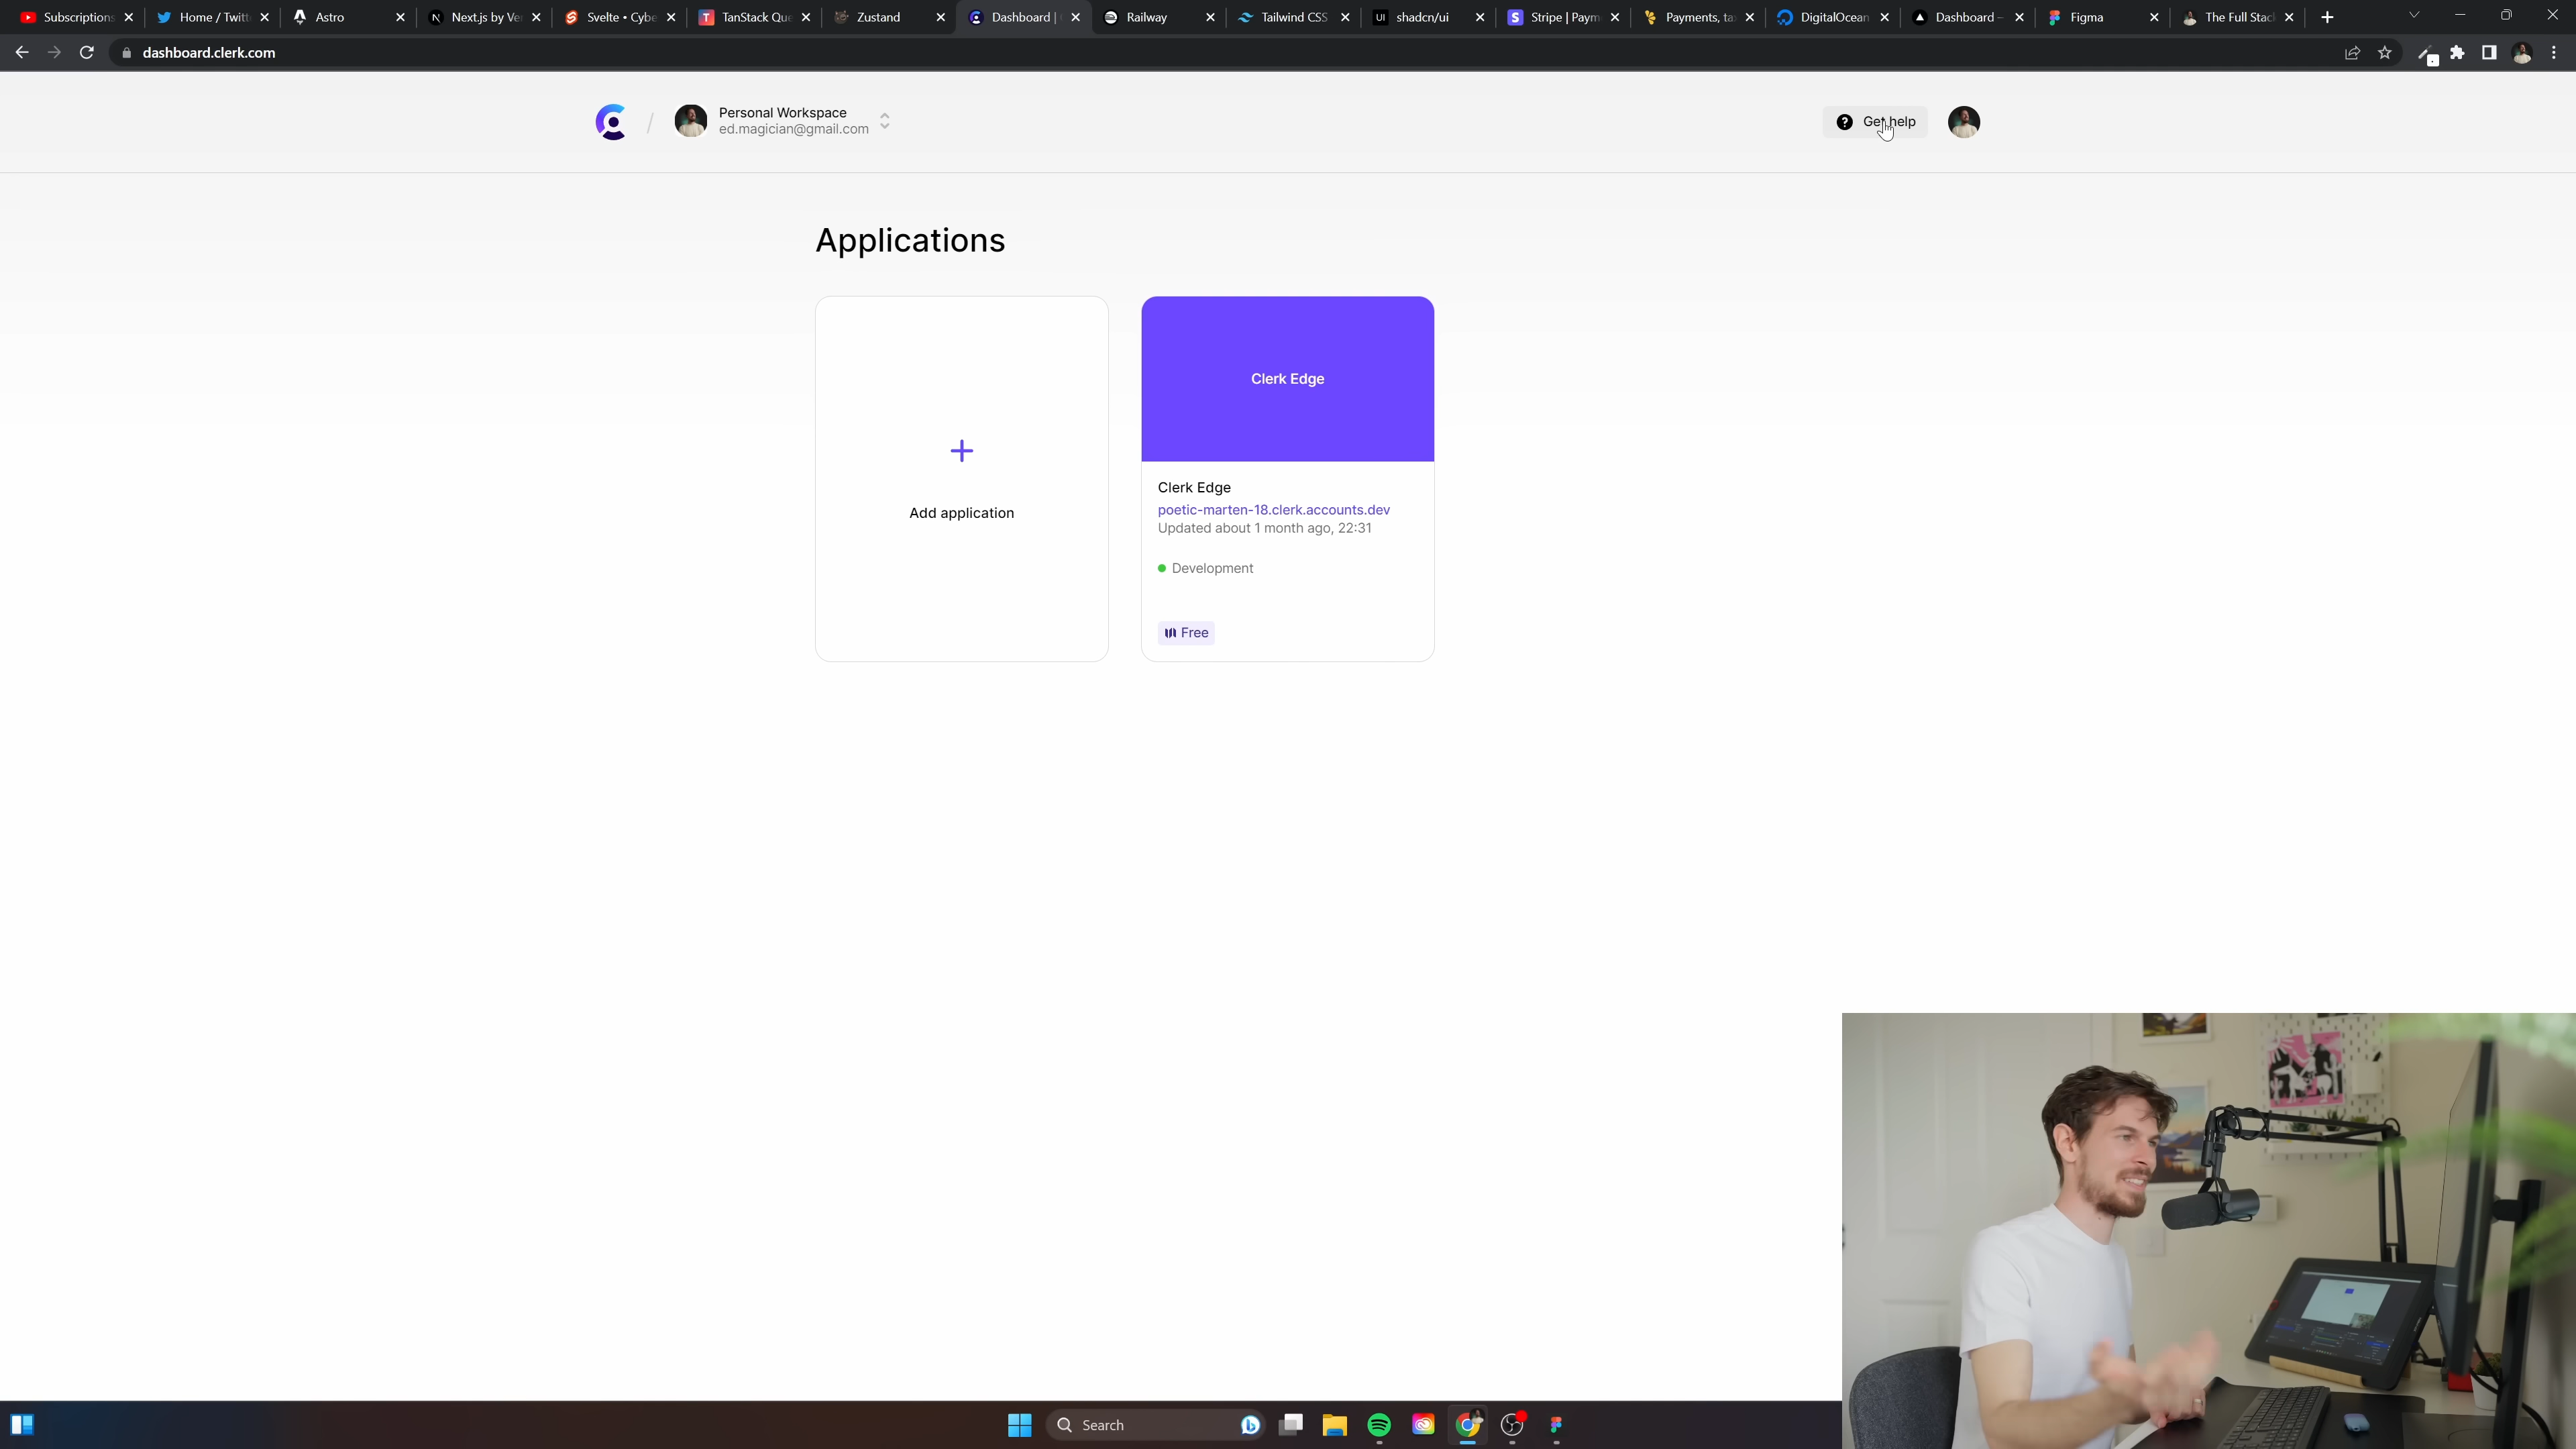 Subscriptions
Home / Twitt
Astro
Next.js by Ve
Svelte • Cybe
TanStack Que
Zustand
Dashboard |
Railway
Tailwind CSS
shadcn/ui
Stripe | Paym
Payments, ta
DigitalOcean
Dashboard –
Figma
The Full Stac
dashboard.clerk.com
Personal Workspace
ed.magician@gmail.com
Get help
Applications
Add application
Clerk Edge
Clerk Edge
poetic-marten-18.clerk.accounts.dev
Updated about 1 month ago, 22:31
Development
Free
Search